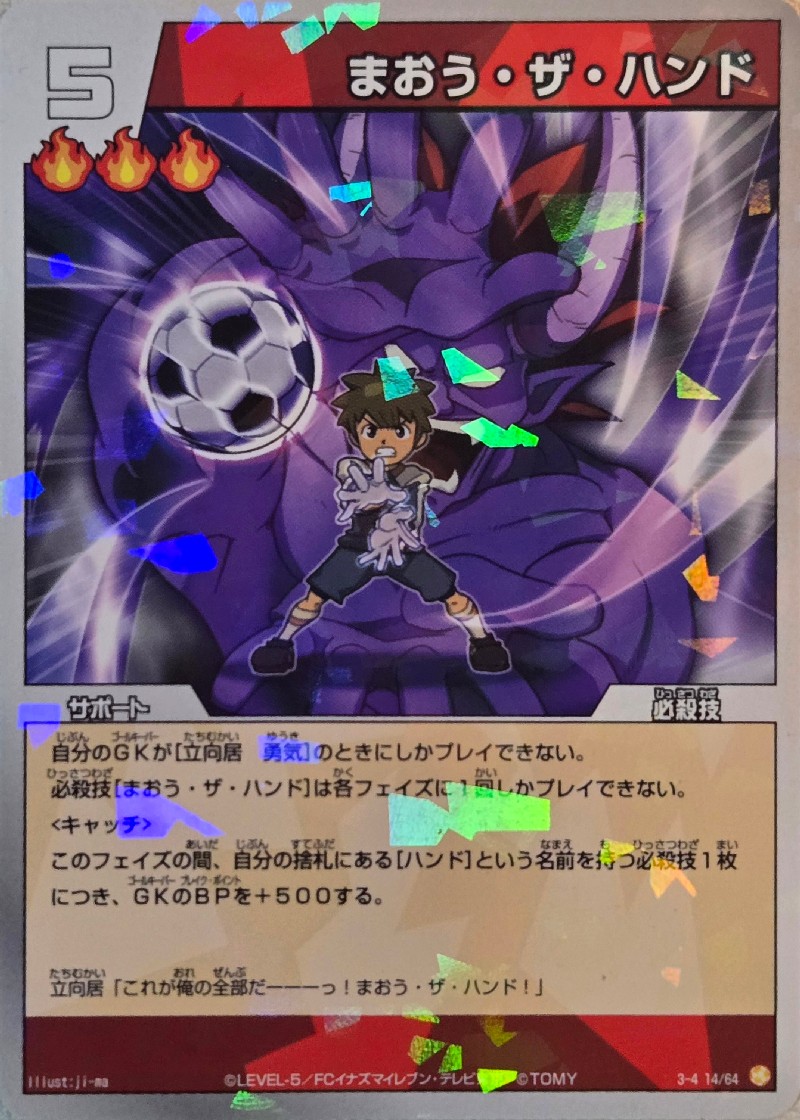 5
まおう・ザ・ハンド
サポート
必殺技
自分のGKが[立向居 勇気]のときにしかプレイできない。
必殺技[まおう・ザ・ハンド]は各フェイズに1回しかプレイできない。
<キャッチ>
このフェイズの間、自分の捨札にある[ハンド]という名前を持つ必殺技1枚
につき、GKのBPを+500する。
立向居「これが俺の全部だーーーっ!まおう・ザ・ハンド!」
Illust:ji-ma
©LEVEL-5/FCイナズマイレブン・テレビ ©TOMY
3-4 14/64